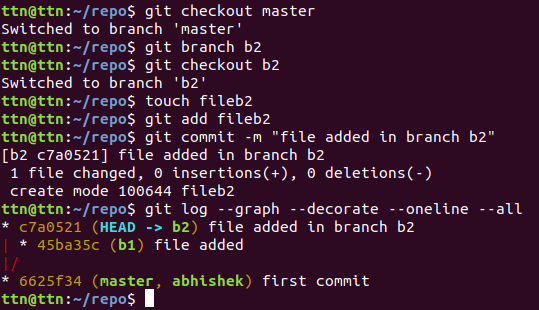 ttn@ttn:~/repo$ git checkout master
Switched to branch 'master'
ttn@ttn:~/repo$ git branch b2
ttn@ttn:~/repo$ git checkout b2
Switched to branch 'b2'
ttn@ttn:~/repo$ touch fileb2
ttn@ttn:~/repo$ git add fileb2
ttn@ttn:~/repo$ git commit -m "file added in branch b2"
[b2 c7a0521] file added in branch b2
 1 file changed, 0 insertions(+), 0 deletions(-)
 create mode 100644 fileb2
ttn@ttn:~/repo$ git log --graph --decorate --oneline --all
* c7a0521 (HEAD -> b2) file added in branch b2
| * 45ba35c (b1) file added
|/
* 6625f34 (master, abhishek) first commit
ttn@ttn:~/repo$